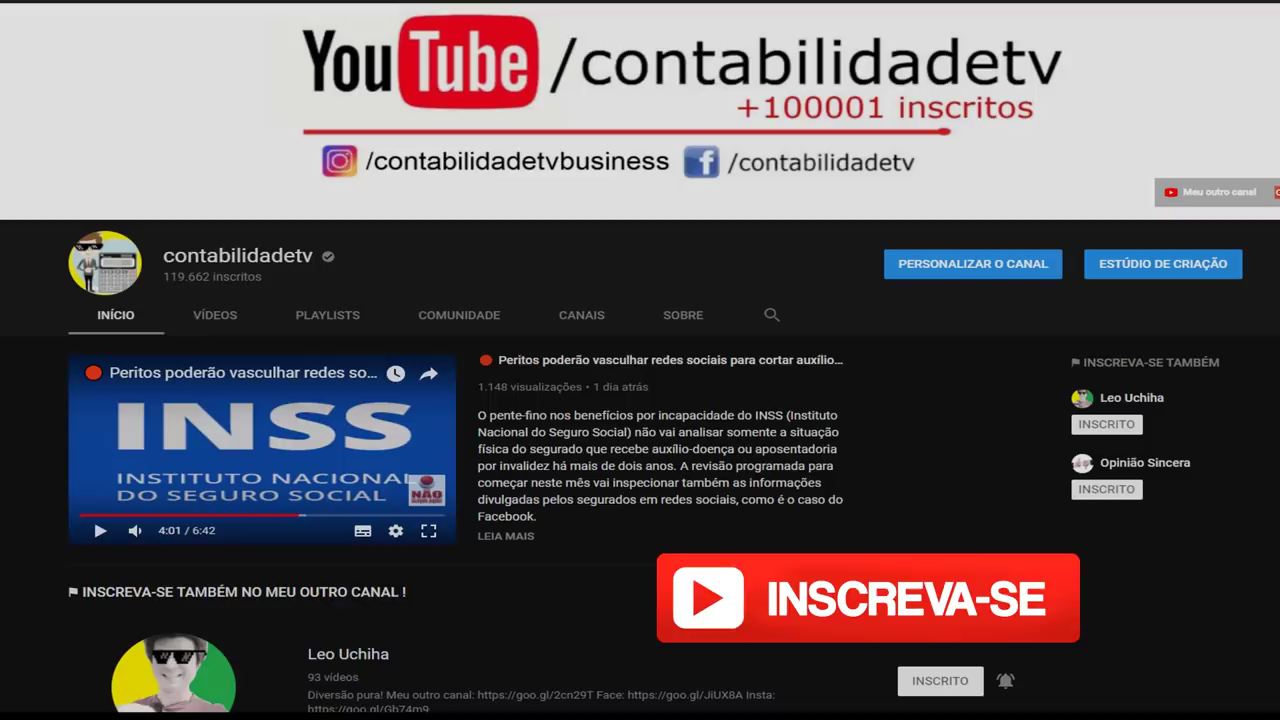 YouTube /contabilidadetv
+100001 inscritos
/contabilidadetvbusiness /contabilidadetv
Meu outro canal
contabilidadetv
119.662 inscritos
PERSONALIZAR O CANAL
ESTÚDIO DE CRIAÇÃO
INÍCIO VÍDEOS PLAYLISTS COMUNIDADE CANAIS SOBRE
Peritos poderão vasculhar redes so...
INSS
INSTITUTO NACIONAL
DO SEGURO SOCIAL
NÃO
4:01 / 6:42
Peritos poderão vasculhar redes sociais para cortar auxílio...
1.148 visualizações • 1 dia atrás
O pente-fino nos benefícios por incapacidade do INSS (Instituto
Nacional do Seguro Social) não vai analisar somente a situação
física do segurado que recebe auxílio-doença ou aposentadoria
por invalidez há mais de dois anos. A revisão programada para
começar neste mês vai inspecionar também as informações
divulgadas pelos segurados em redes sociais, como é o caso do
Facebook.
LEIA MAIS
INSCREVA-SE TAMBÉM
Leo Uchiha
INSCRITO
Opinião Sincera
INSCRITO
INSCREVA-SE
INSCREVA-SE TAMBÉM NO MEU OUTRO CANAL !
Leo Uchiha
93 vídeos
Diversão pura! Meu outro canal: https://goo.gl/2cn29T Face: https://goo.gl/JiUX8A Insta:
https://goo.gl/Gb74m9
INSCRITO